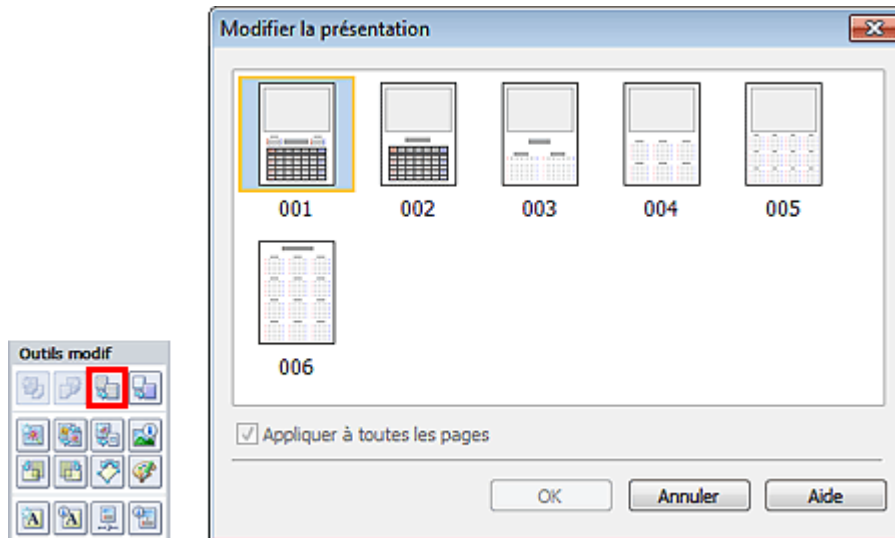 Modifier la présentation
001 002 003 004 005
006
Outils modif
Appliquer à toutes les pages
OK Annuler Aide